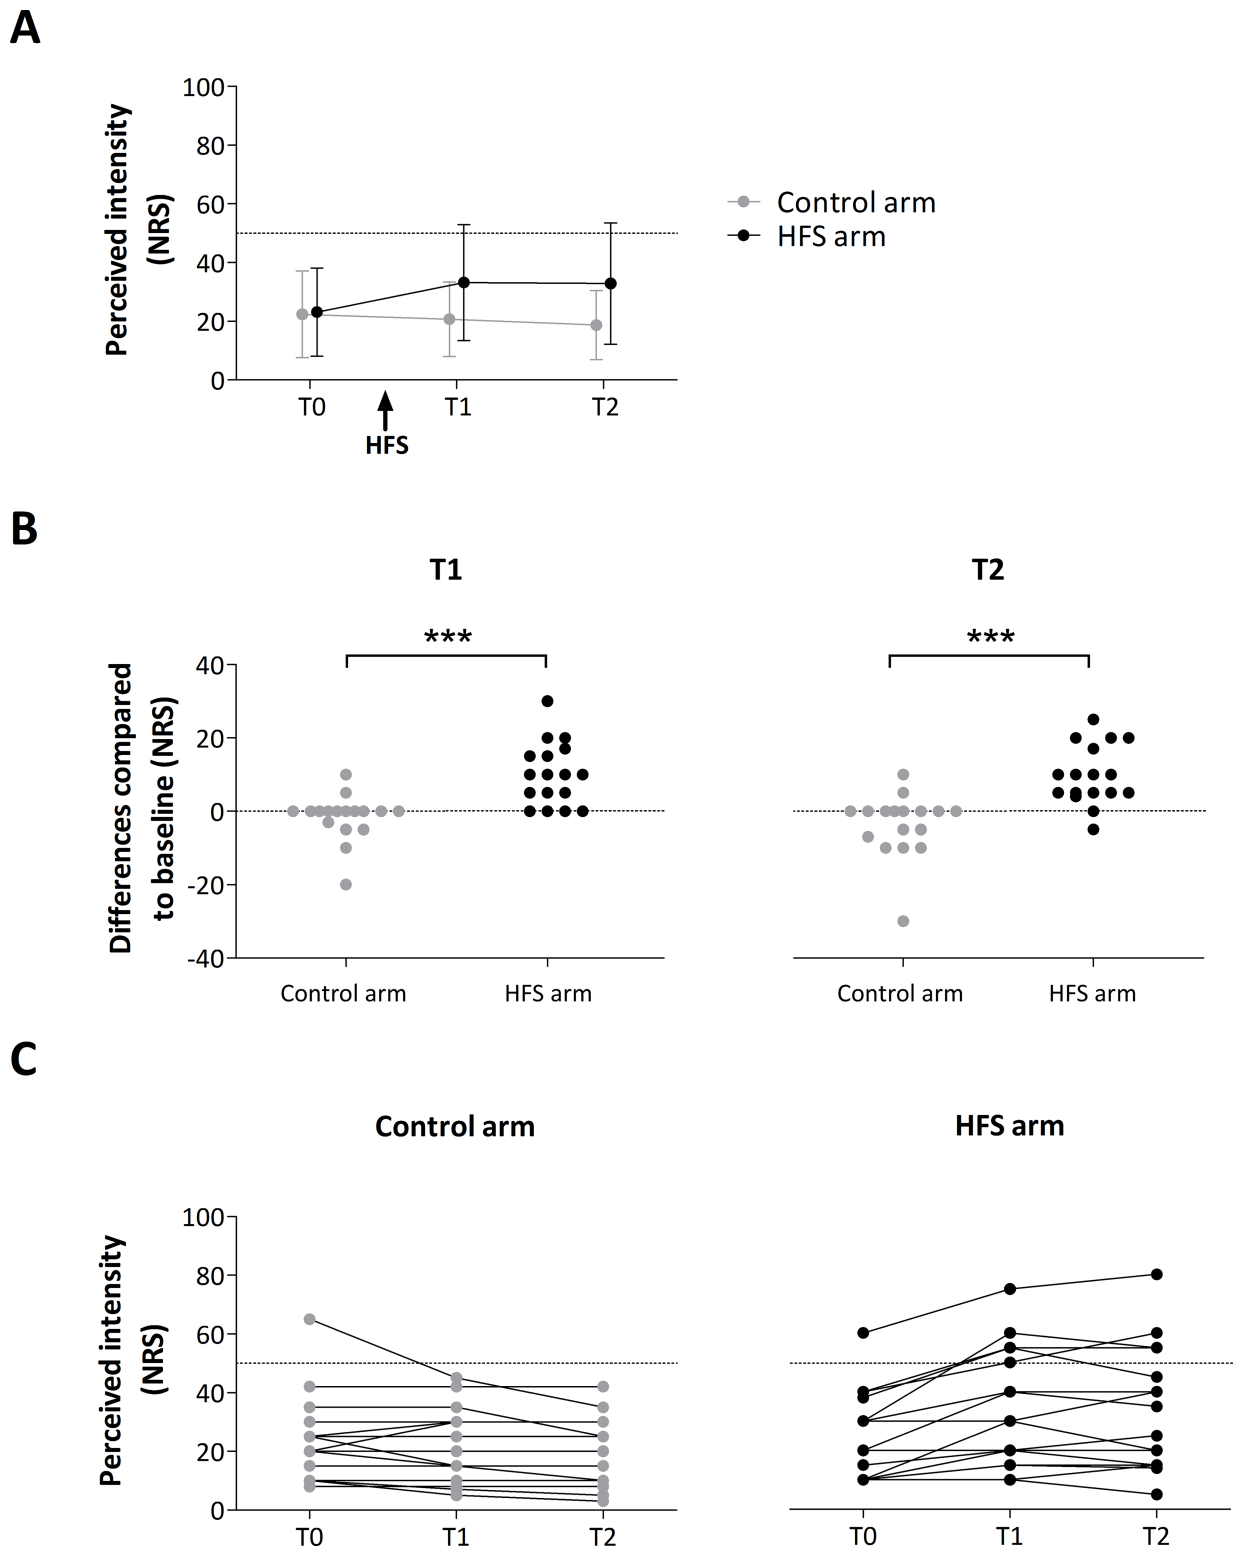 A
Perceived intensity
(NRS)
100
80
60
40
20
0
T0
T1
T2
HFS
Control arm
HFS arm
B
T1
T2
***
***
Differences compared
to baseline (NRS)
40
20
0
-20
-40
Control arm
HFS arm
Control arm
HFS arm
C
Control arm
HFS arm
Perceived intensity
(NRS)
100
80
60
40
20
0
T0
T1
T2
T0
T1
T2